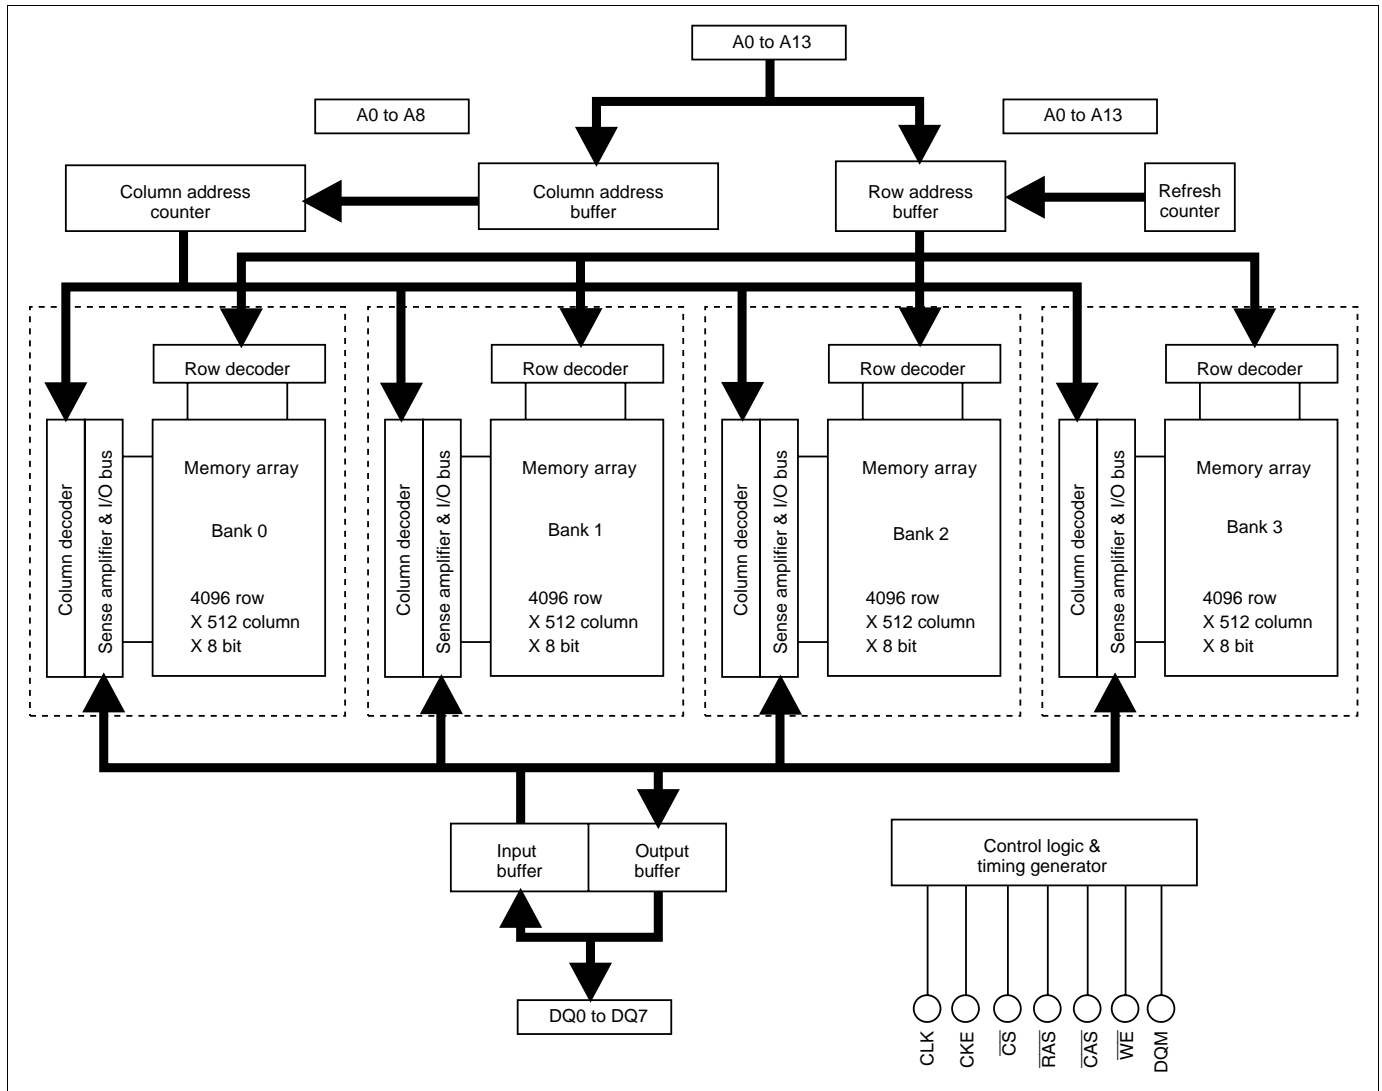 A0 to A13
A0 to A8
A0 to A13
Column address
counter
Column address
buffer
Row address
buffer
Refresh
counter
Row decoder
Row decoder
Row decoder
Row decoder
Column decoder
Sense amplifier & I/O bus
Memory array
Bank 0
4096 row
X 512 column
X 8 bit
Column decoder
Sense amplifier & I/O bus
Memory array
Bank 1
4096 row
X 512 column
X 8 bit
Column decoder
Sense amplifier & I/O bus
Memory array
Bank 2
4096 row
X 512 column
X 8 bit
Column decoder
Sense amplifier & I/O bus
Memory array
Bank 3
4096 row
X 512 column
X 8 bit
Input
buffer
Output
buffer
Control logic &
timing generator
DQ0 to DQ7
CLK
CKE
C̅S̅
R̅A̅S̅
C̅A̅S̅
W̅E̅
DQM